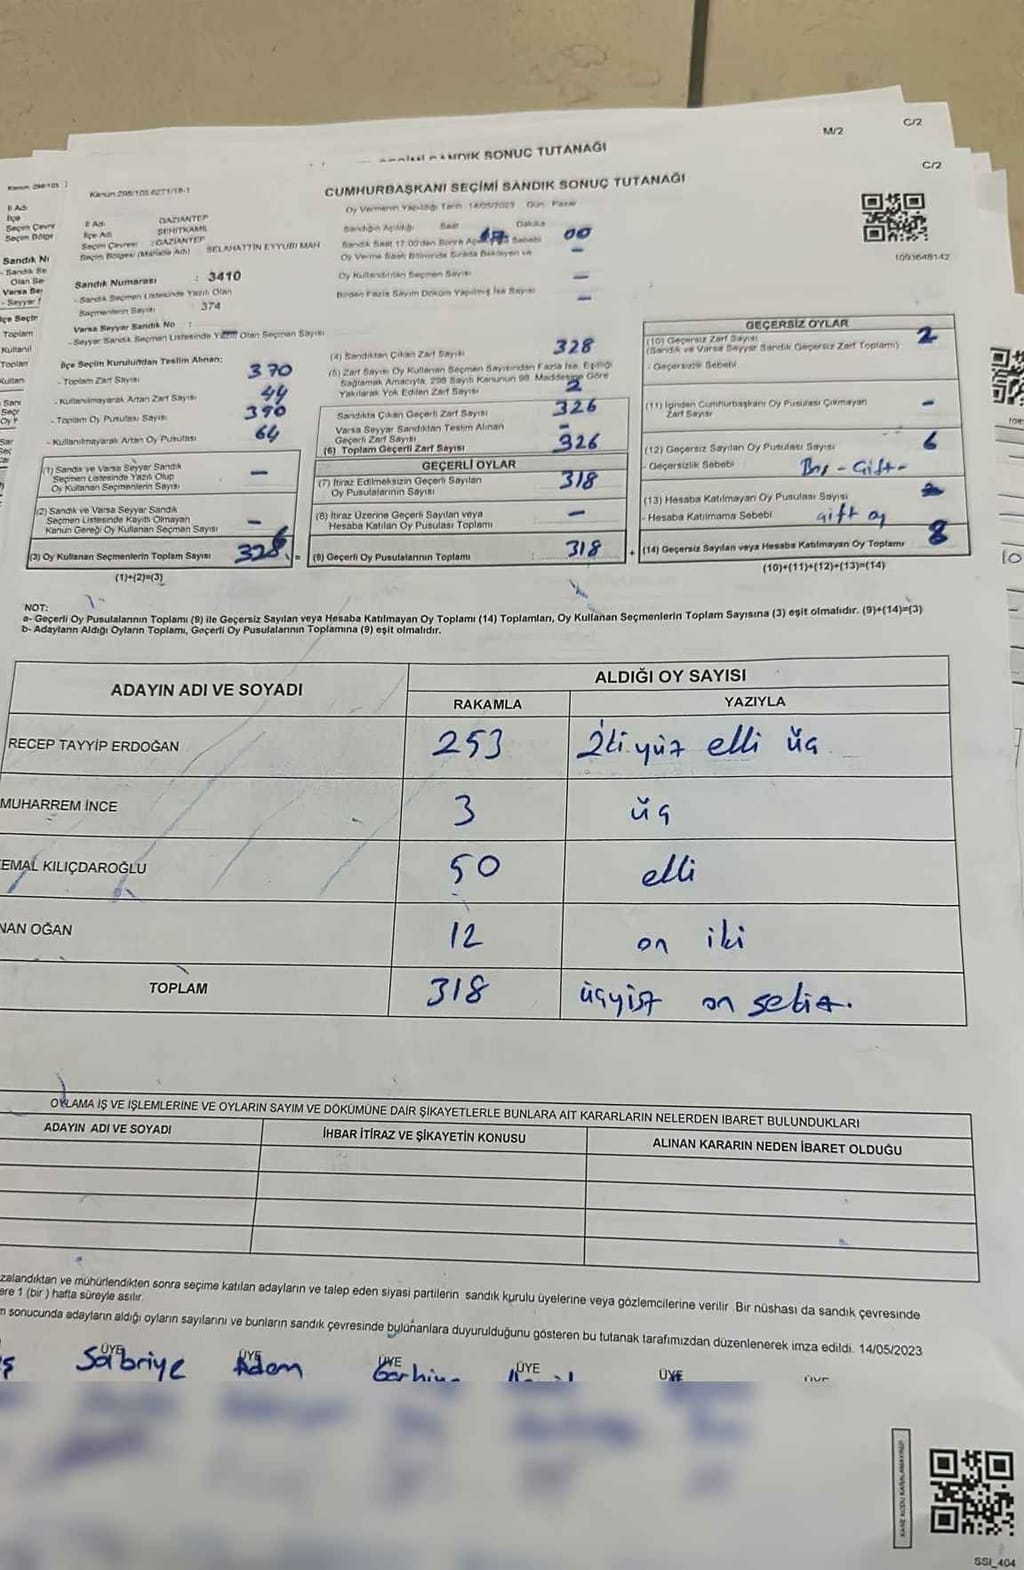 M/2
C/2
SANDIK SONUÇ TUTANAĞI
C/2
Kanun:298/105 6271/18-1
CUMHURBAŞKANI SEÇİMİ SANDIK SONUÇ TUTANAĞI
Oy Vermenin Yapıldığı Tarih : 14/05/2023 Gün : Pazar
1003648142
İl Adı : GAZİANTEP
İlçe Adı : ŞEHİTKAMİL
Seçim Çevresi : GAZİANTEP
Seçim Bölgesi (Mahalle Adı) : SELAHATTİN EYYUBİ MAH
Sandık Numarası : 3410
- Sandık Seçmen Listesinde Yazılı Olan
Seçmenlerin Sayısı : 374
Varsa Seyyar Sandık No :
- Seyyar Sandık Seçmen Listesinde Yazılı Olan Seçmen Sayısı
Sandığın Açıldığı Saat 17 Dakika 00
Sandık Saat 17.00'den Sonra Sebebi —
Oy Verme Saati Bitiminde Sırada Bekleyen ve
Oy Kullandırılan Seçmen Sayısı —
Birden Fazla Sayım Döküm Yapılmış İse Sayısı —
İlçe Seçim Kurulundan Teslim Alınan;
- Toplam Zarf Sayısı 370
- Kullanılmayarak Artan Zarf Sayısı 44
- Toplam Oy Pusulası Sayısı 390
- Kullanılmayarak Artan Oy Pusulası 64
(1) Sandık ve Varsa Seyyar Sandık
Seçmen Listesinde Yazılı Olup
Oy Kullanan Seçmenlerin Sayısı —
(2) Sandık ve Varsa Seyyar Sandık
Seçmen Listesinde Kayıtlı Olmayan
Kanun Gereği Oy Kullanan Seçmen Sayısı —
(3) Oy Kullanan Seçmenlerin Toplam Sayısı 326
(1)+(2)=(3)
(4) Sandıktan Çıkan Zarf Sayısı 328
(5) Zarf Sayısı Oy Kullanan Seçmen Sayısından Fazla İse, Eşitliği
Sağlamak Amacıyla, 298 Sayılı Kanunun 98. Maddesine Göre
Yakılarak Yok Edilen Zarf Sayısı 2
Sandıkta Çıkan Geçerli Zarf Sayısı 326
Varsa Seyyar Sandıktan Teslim Alınan
Geçerli Zarf Sayısı —
(6) Toplam Geçerli Zarf Sayısı 326
GEÇERLİ OYLAR
(7) İtiraz Edilmeksizin Geçerli Sayılan
Oy Pusulalarının Sayısı 318
(8) İtiraz Üzerine Geçerli Sayılan veya
Hesaba Katılan Oy Pusulası Toplamı —
= (9) Geçerli Oy Pusulalarının Toplamı 318
GEÇERSİZ OYLAR
(10) Geçersiz Zarf Sayısı 2
(Sandık ve Varsa Seyyar Sandık Geçersiz Zarf Toplamı)
- Geçersizlik Sebebi
(11) İçinden Cumhurbaşkanı Oy Pusulası Çıkmayan
Zarf Sayısı —
(12) Geçersiz Sayılan Oy Pusulası Sayısı 6
- Geçersizlik Sebebi Boş - Çift -
(13) Hesaba Katılmayan Oy Pusulası Sayısı
- Hesaba Katılmama Sebebi Çift oy
+ (14) Geçersiz Sayılan veya Hesaba Katılmayan Oy Toplamı 8
(10)+(11)+(12)+(13)=(14)
NOT:
a- Geçerli Oy Pusulalarının Toplamı (9) ile Geçersiz Sayılan veya Hesaba Katılmayan Oy Toplamı (14) Toplamları, Oy Kullanan Seçmenlerin Toplam Sayısına (3) eşit olmalıdır. (9)+(14)=(3)
b- Adayların Aldığı Oyların Toplamı, Geçerli Oy Pusulalarının Toplamına (9) eşit olmalıdır.
ADAYIN ADI VE SOYADI
ALDIĞI OY SAYISI
RAKAMLA YAZIYLA
RECEP TAYYİP ERDOĞAN 253 İkiyüz elli üç
MUHARREM İNCE 3 üç
EMAL KILIÇDAROĞLU 50 elli
NAN OĞAN 12 on iki
TOPLAM 318 üçyüz on sekiz.
OYLAMA İŞ VE İŞLEMLERİNE VE OYLARIN SAYIM VE DÖKÜMÜNE DAİR ŞİKAYETLERLE BUNLARA AİT KARARLARIN NELERDEN İBARET BULUNDUKLARI
ADAYIN ADI VE SOYADI İHBAR İTİRAZ VE ŞİKAYETİN KONUSU ALINAN KARARIN NEDEN İBARET OLDUĞU
zalandıktan ve mühürlendikten sonra seçime katılan adayların ve talep eden siyasi partilerin sandık kurulu üyelerine veya gözlemcilerine verilir. Bir nüshası da sandık çevresinde
ere 1 (bir) hafta süreyle asılır.
m sonucunda adayların aldığı oyların sayılarını ve bunların sandık çevresinde bulunanlara duyurulduğunu gösteren bu tutanak tarafımızdan düzenlenerek imza edildi. 14/05/2023
ÜYE ÜYE ÜYE ÜYE ÜYE
Sabriye Adem
KARE KODU KARALAMAYINIZ!
SSI_404